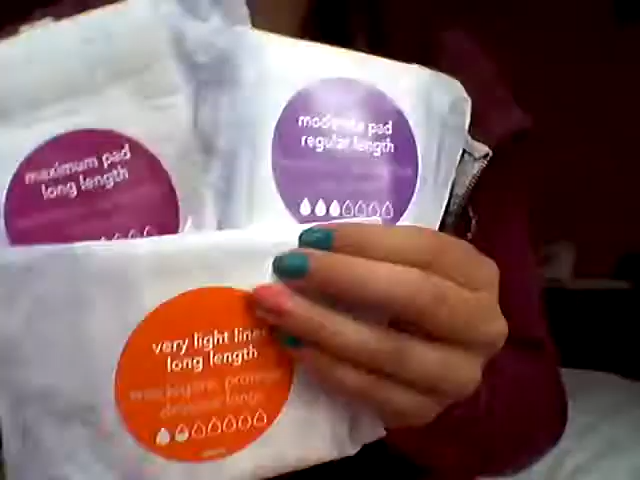 maximum pad
long length
moderate pad
regular length
very light liner
long length